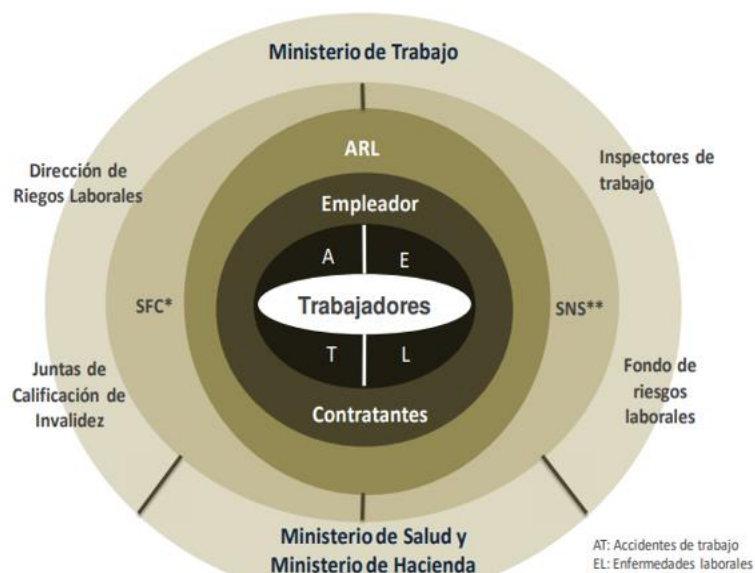 Ministerio de Trabajo
ARL
Dirección de
Riegos Laborales
Inspectores de
trabajo
Empleador
A
E
Trabajadores
SFC*
SNS**
T
L
Juntas de
Calificación de
Invalidez
Fondo de
riesgos
laborales
Contratantes
Ministerio de Salud y
Ministerio de Hacienda
AT: Accidentes de trabajo
EL: Enfermedades laborales